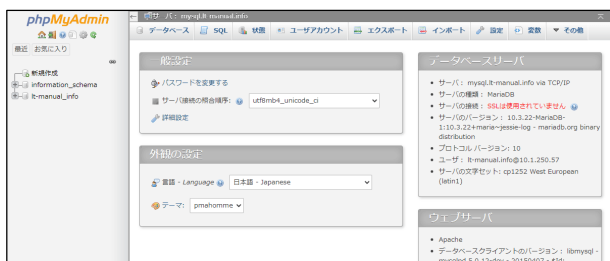 phpMyAdmin
最近 お気に入り
新規作成
information_schema
lt-manual_info
サーバ: mysql.lt-manual.info
データベース SQL 状態 ユーザアカウント エクスポート インポート 設定 変数 その他
一般設定
パスワードを変更する
サーバ接続の照合順序: utf8mb4_unicode_ci
詳細設定
外観の設定
言語 - Language 日本語 - Japanese
テーマ: pmahomme
データベースサーバ
サーバ: mysql.lt-manual.info via TCP/IP
サーバの種類: MariaDB
サーバの接続: SSLは使用されていません
サーバのバージョン: 10.3.22-MariaDB-
1:10.3.22+maria~jessie-log - mariadb.org binary
distribution
プロトコル バージョン: 10
ユーザ: lt-manual.info@10.1.250.57
サーバの文字セット: cp1252 West European
(latin1)
ウェブサーバ
Apache
データベースクライアントのバージョン: libmysql -